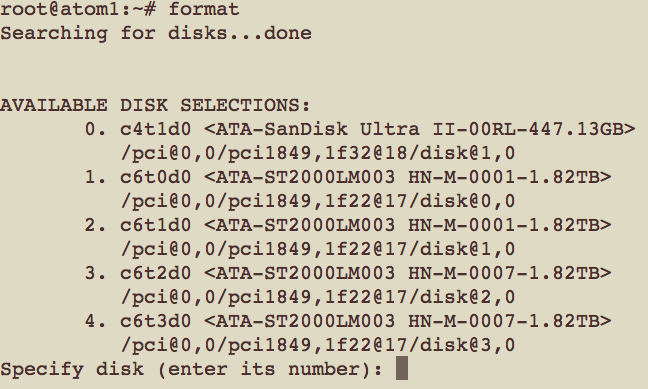 root@atom1:~# format
Searching for disks...done
AVAILABLE DISK SELECTIONS:
0. c4t1d0 <ATA-SanDisk Ultra II-00RL-447.13GB>
/pci@0,0/pci1849,1f32@18/disk@1,0
1. c6t0d0 <ATA-ST2000LM003 HN-M-0001-1.82TB>
/pci@0,0/pci1849,1f22@17/disk@0,0
2. c6t1d0 <ATA-ST2000LM003 HN-M-0001-1.82TB>
/pci@0,0/pci1849,1f22@17/disk@1,0
3. c6t2d0 <ATA-ST2000LM003 HN-M-0007-1.82TB>
/pci@0,0/pci1849,1f22@17/disk@2,0
4. c6t3d0 <ATA-ST2000LM003 HN-M-0007-1.82TB>
/pci@0,0/pci1849,1f22@17/disk@3,0
Specify disk (enter its number):